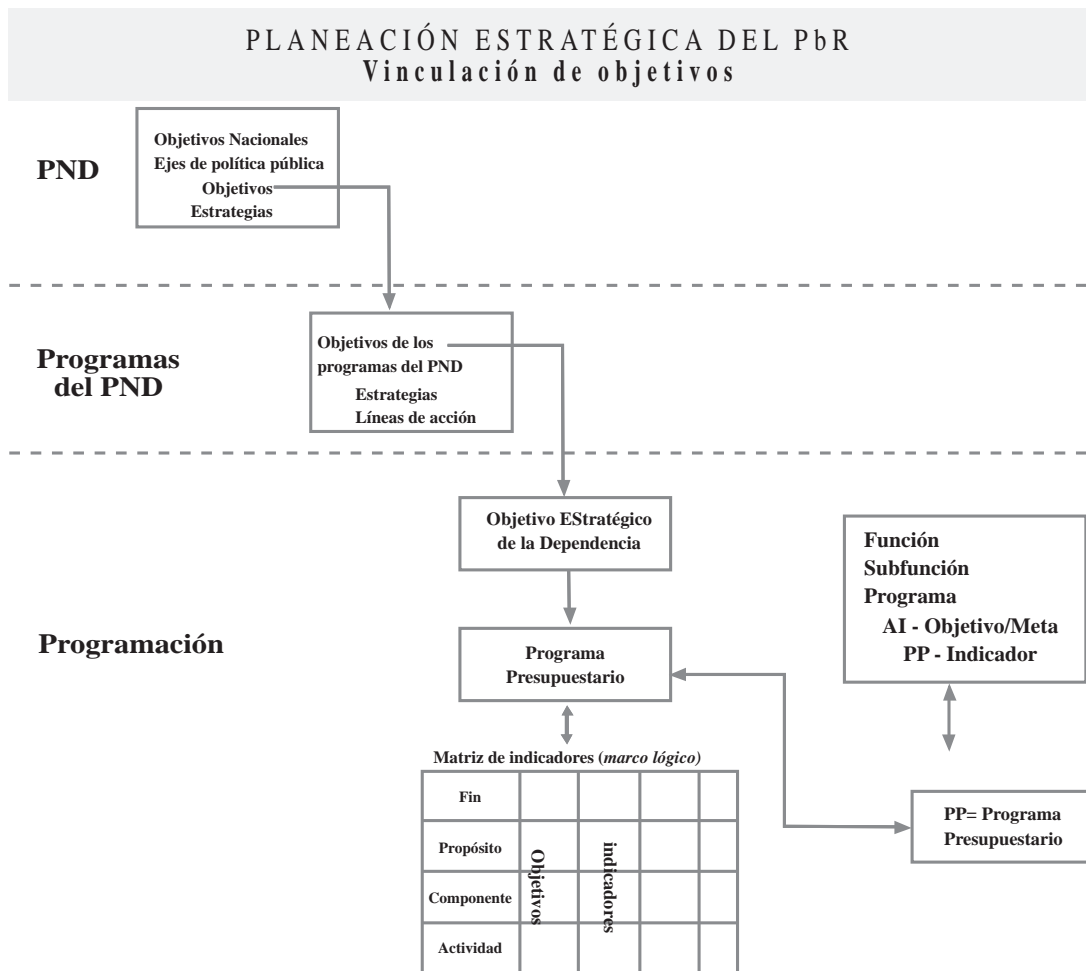 PLANEACIÓN ESTRATÉGICA DEL PbR
Vinculación de objetivos
PND
Objetivos Nacionales
Ejes de política pública
Objetivos
Estrategias
Programas
del PND
Objetivos de los
programas del PND
Estrategias
Líneas de acción
Programación
Objetivo EStratégico
de la Dependencia
Programa
Presupuestario
Función
Subfunción
Programa
AI - Objetivo/Meta
PP - Indicador
PP= Programa
Presupuestario
Matriz de indicadores (marco lógico)
Fin
Propósito
Componente
Actividad
Objetivos
indicadores